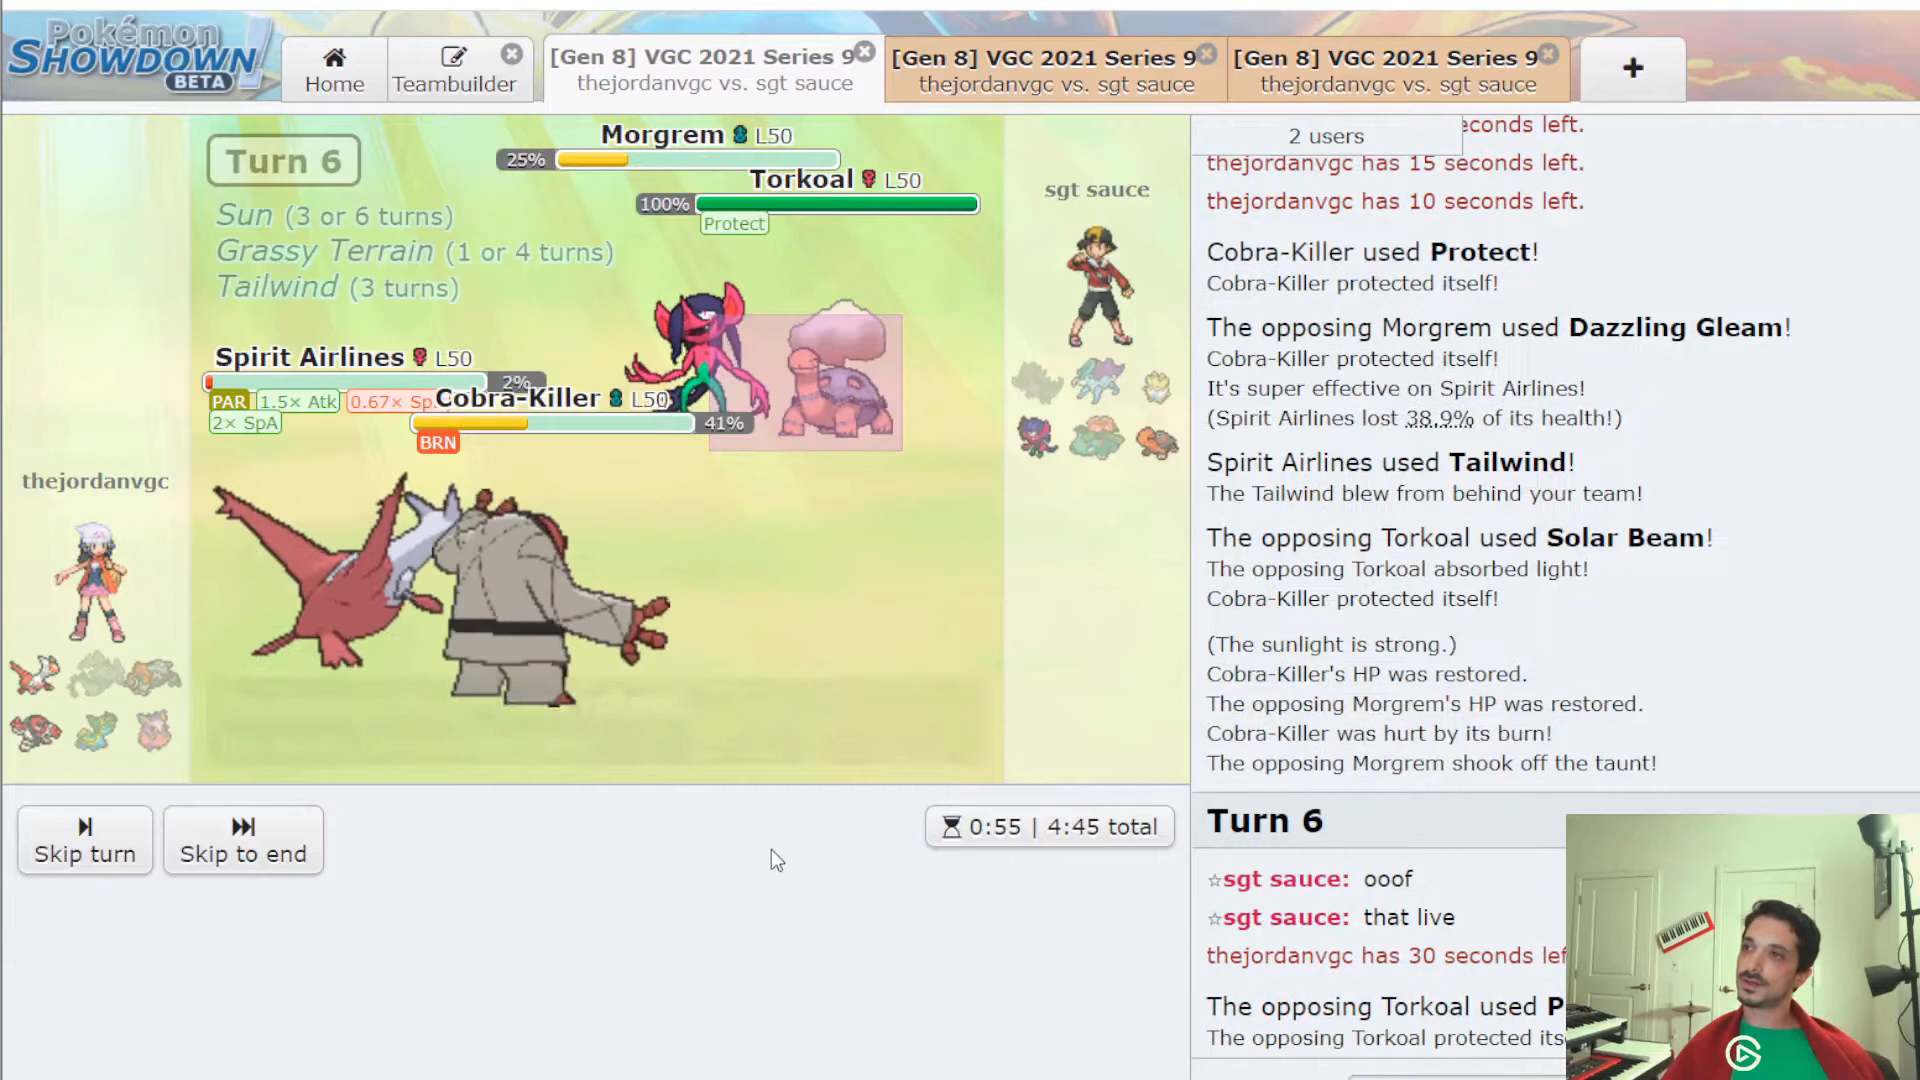 Pokémon
SHOWDOWN!
BETA
Home
Teambuilder
[Gen 8] VGC 2021 Series 9
thejordanvgc vs. sgt sauce
[Gen 8] VGC 2021 Series 9
thejordanvgc vs. sgt sauce
[Gen 8] VGC 2021 Series 9
thejordanvgc vs. sgt sauce
+
Turn 6
Sun (3 or 6 turns)
Grassy Terrain (1 or 4 turns)
Tailwind (3 turns)
Morgrem L50
25%
Torkoal L50
100%
Protect
Spirit Airlines L50
2%
PAR 1.5× Atk 0.67× Sp
2× SpA
Cobra-Killer L50
41%
BRN
sgt sauce
thejordanvgc
Skip turn
Skip to end
0:55 | 4:45 total
2 users
econds left.
thejordanvgc has 15 seconds left.
thejordanvgc has 10 seconds left.
Cobra-Killer used Protect!
Cobra-Killer protected itself!
The opposing Morgrem used Dazzling Gleam!
Cobra-Killer protected itself!
It's super effective on Spirit Airlines!
(Spirit Airlines lost 38.9% of its health!)
Spirit Airlines used Tailwind!
The Tailwind blew from behind your team!
The opposing Torkoal used Solar Beam!
The opposing Torkoal absorbed light!
Cobra-Killer protected itself!
(The sunlight is strong.)
Cobra-Killer's HP was restored.
The opposing Morgrem's HP was restored.
Cobra-Killer was hurt by its burn!
The opposing Morgrem shook off the taunt!
Turn 6
☆sgt sauce: ooof
☆sgt sauce: that live
thejordanvgc has 30 seconds lef
The opposing Torkoal used P
The opposing Torkoal protected its